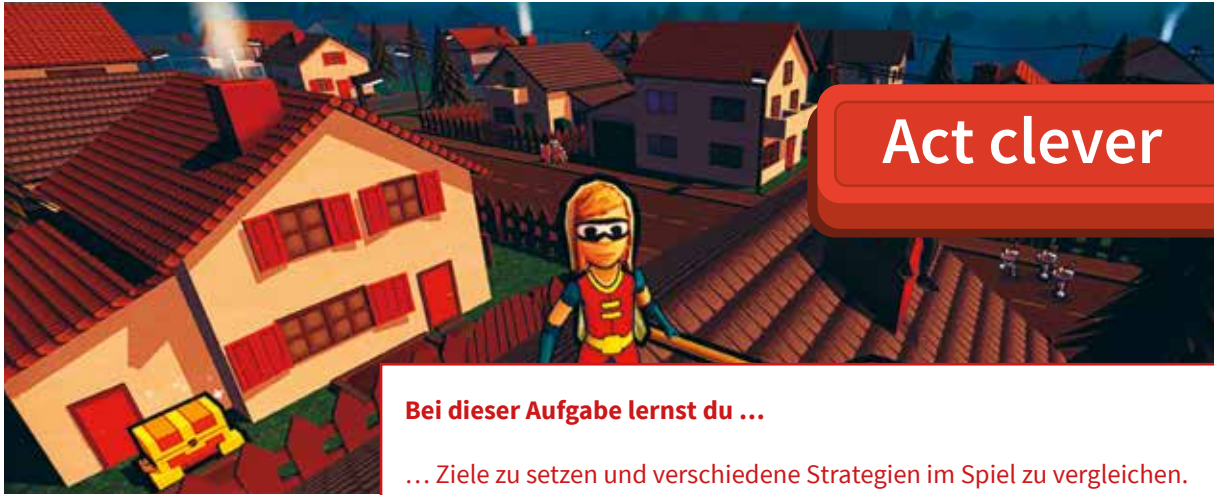 Act clever
Bei dieser Aufgabe lernst du …
… Ziele zu setzen und verschiedene Strategien im Spiel zu vergleichen.